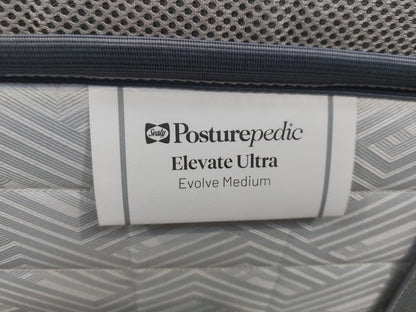 Sealy Posturepedic
Elevate Ultra
Evolve Medium